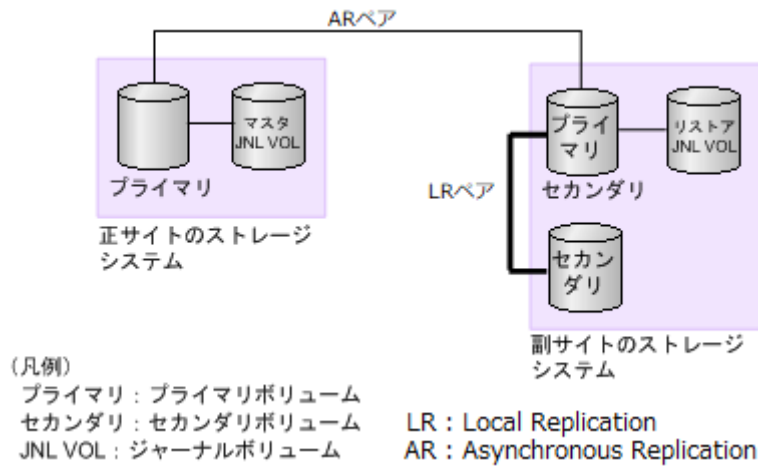 ARペア
マスタ
JNL VOL
プライマリ
正サイトのストレージ
システム
プライ
マリ
リストア
JNL VOL
セカンダリ
LRペア
セカン
ダリ
副サイトのストレージ
システム
(凡例)
プライマリ：プライマリボリューム
セカンダリ：セカンダリボリューム
JNL VOL：ジャーナルボリューム
LR : Local Replication
AR : Asynchronous Replication